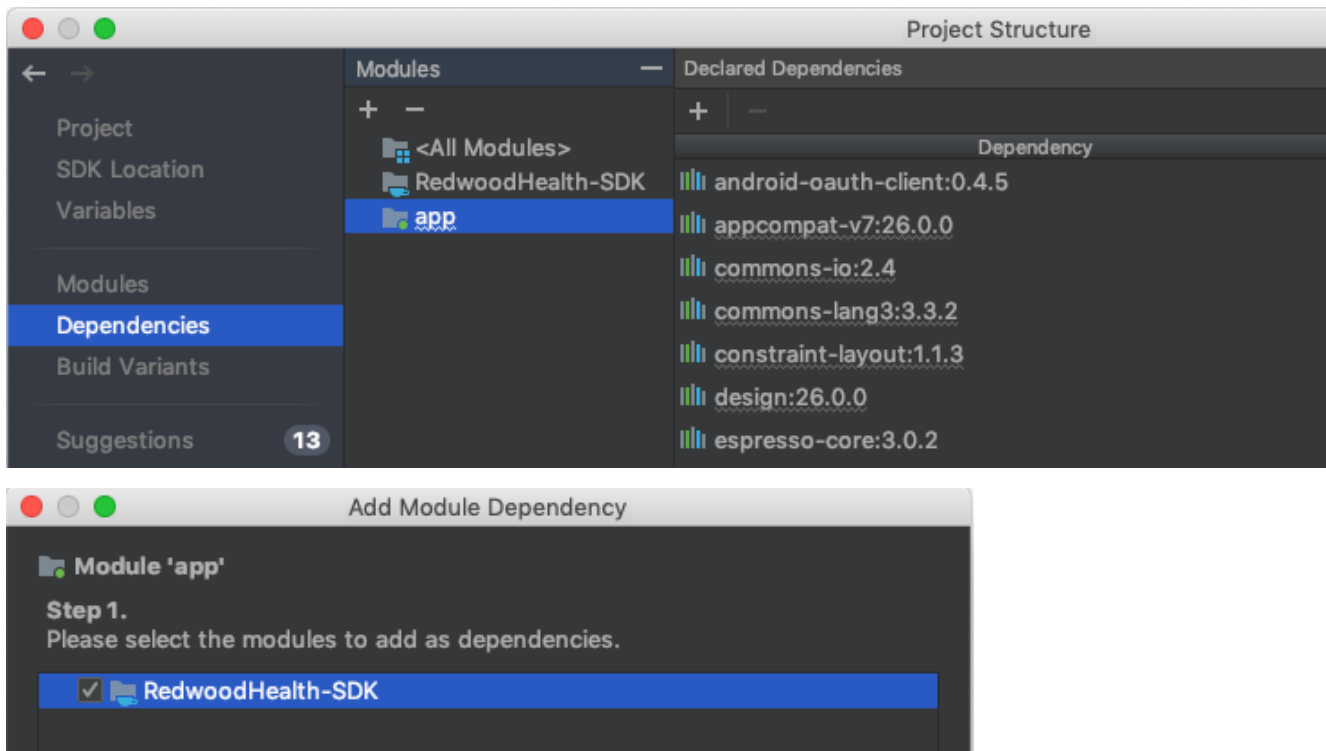 Project Structure
Modules
Declared Dependencies
Project
SDK Location
Variables
Modules
Dependencies
Build Variants
Suggestions 13
<All Modules>
RedwoodHealth-SDK
app
Dependency
android-oauth-client:0.4.5
appcompat-v7:26.0.0
commons-io:2.4
commons-lang3:3.3.2
constraint-layout:1.1.3
design:26.0.0
espresso-core:3.0.2
Add Module Dependency
Module 'app'
Step 1.
Please select the modules to add as dependencies.
RedwoodHealth-SDK